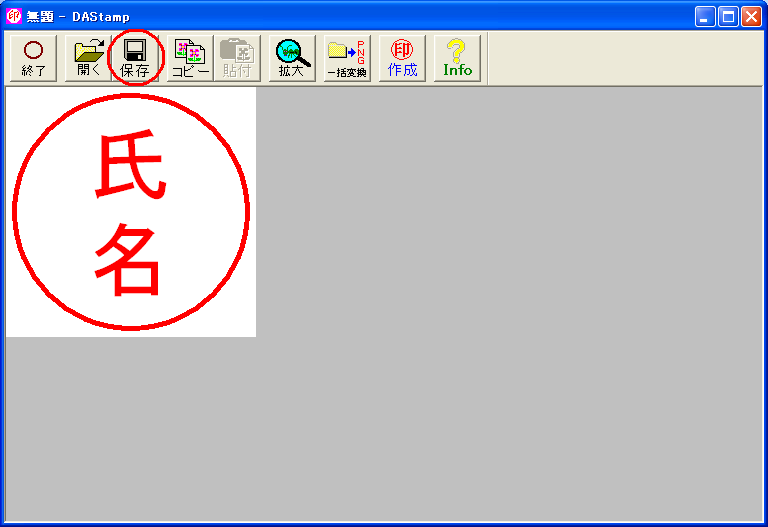 無題 - DAStamp
終了
開く
保存
コピー
貼付
拡大
PNG
一括変換
印
作成
Info
氏
名